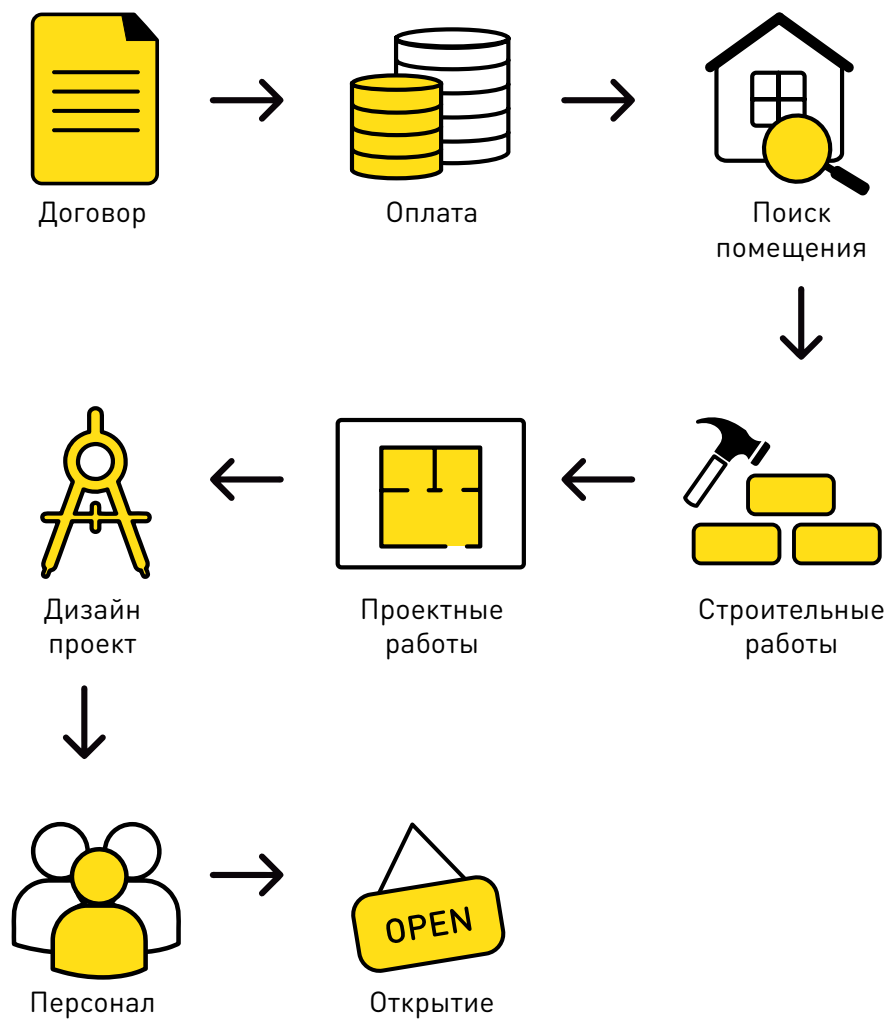 Договор
Оплата
Поиск
помещения
Строительные
работы
Проектные
работы
Дизайн
проект
Персонал
OPEN
Открытие